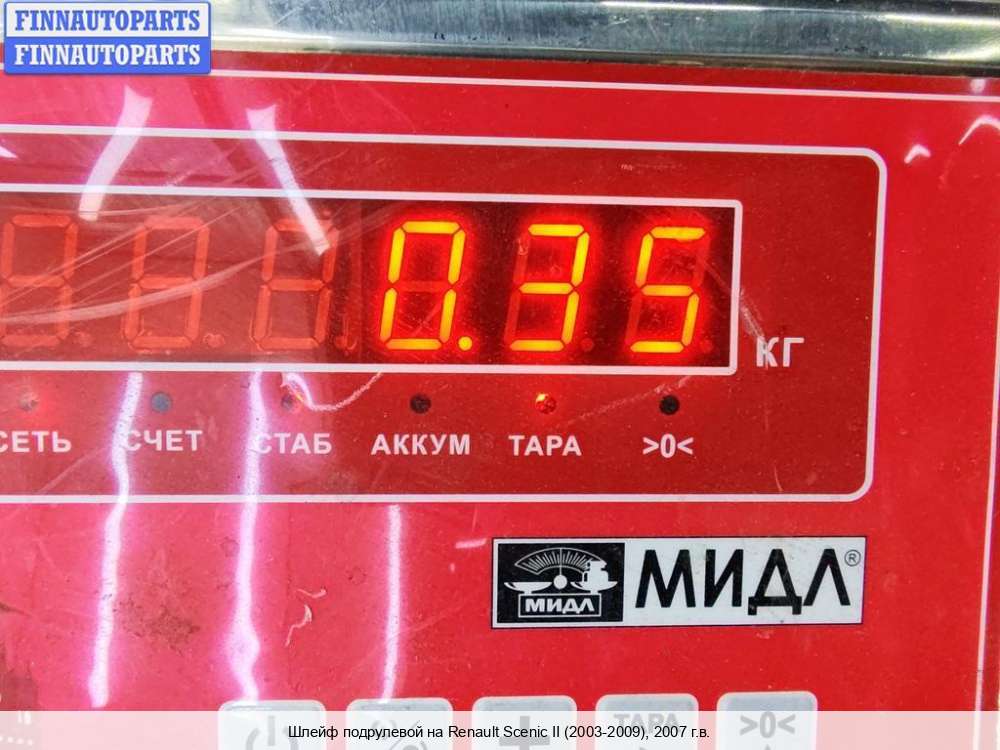 FINNAUTOPARTS
FINNAUTOPARTS
0.35
КГ
СЕТЬ СЧЕТ СТАБ АККУМ ТАРА >0<
МИДЛ МИДЛ®
ТАРА >0<
Шлейф подрулевой на Renault Scenic II (2003-2009), 2007 г.в.